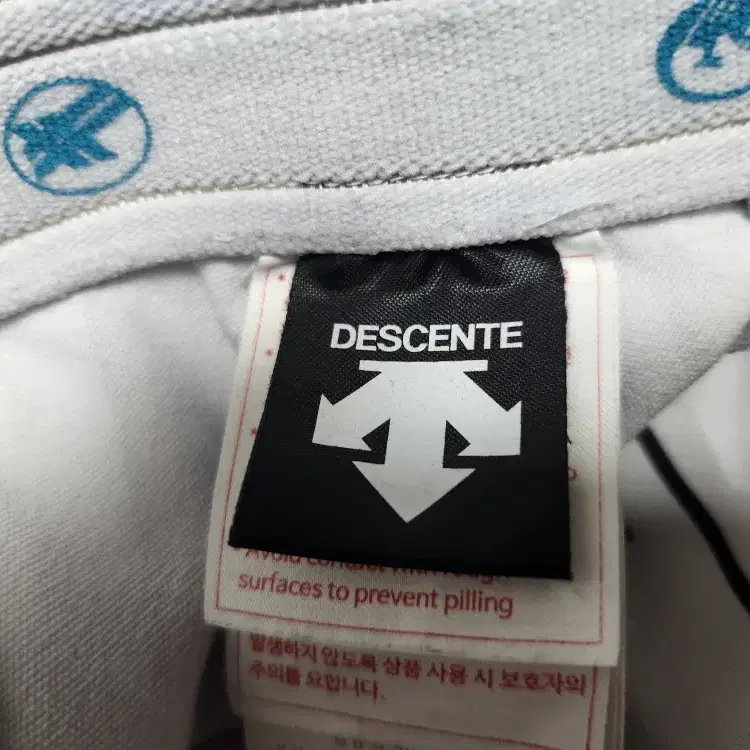 DESCENTE
surfaces to prevent pilling
발생하지 않도록 상품 사용 시 보호자의
주의를 요합니다.